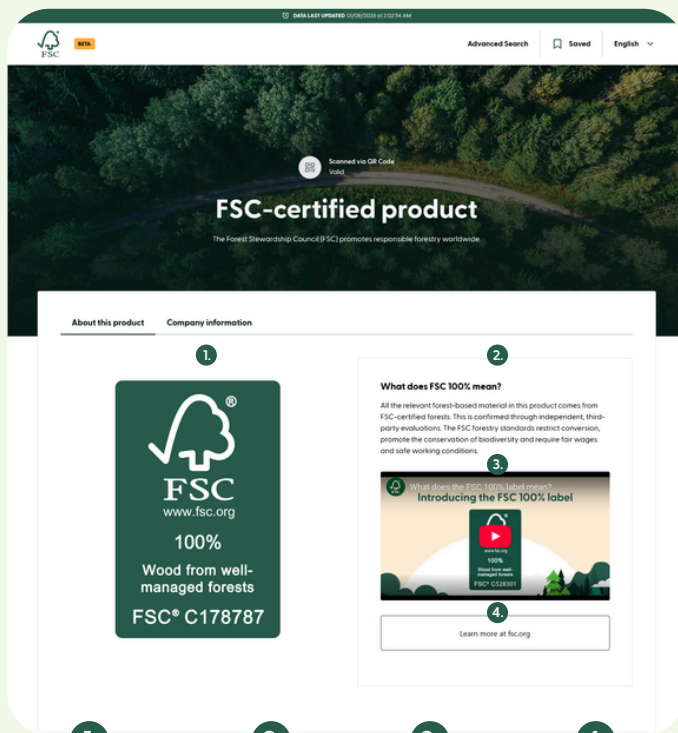 DATA LAST UPDATED 01/09/2026 at 2:02:54 AM
FSC
BETA
Advanced Search
Saved
English
Scanned via QR Code
Valid
FSC-certified product
The Forest Stewardship Council (FSC) promotes responsible forestry worldwide
About this product
Company information
1.
®
FSC
www.fsc.org
100%
Wood from well-
managed forests
FSC® C178787
2.
What does FSC 100% mean?
All the relevant forest-based material in this product comes from
FSC-certified forests. This is confirmed through independent, third-
party evaluations. The FSC forestry standards restrict conversion,
promote the conservation of biodiversity and require fair wages
and safe working conditions.
3.
What does the FSC 100% label mean?
Introducing the FSC 100% label
www.fsc.org
100%
Wood from well-
managed forests
FSC® C528301
4.
Learn more at fsc.org